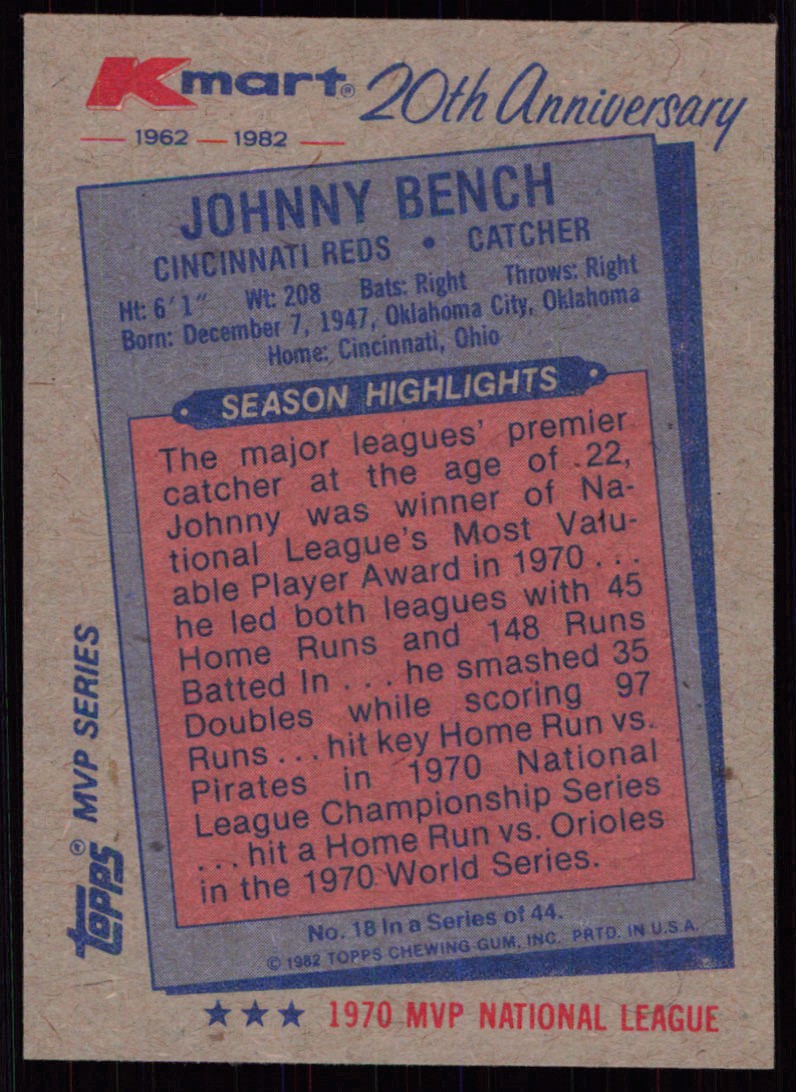 Kmart® 20th Anniversary
1962 — 1982
JOHNNY BENCH
CINCINNATI REDS • CATCHER
Ht: 6'1" Wt: 208 Bats: Right Throws: Right
Born: December 7, 1947, Oklahoma City, Oklahoma
Home: Cincinnati, Ohio
SEASON HIGHLIGHTS
The major leagues' premier
catcher at the age of 22,
Johnny was winner of Na-
tional League's Most Valu-
able Player Award in 1970 . . .
he led both leagues with 45
Home Runs and 148 Runs
Batted In . . . he smashed 35
Doubles while scoring 97
Runs . . . hit key Home Run vs.
Pirates in 1970 National
League Championship Series
. . . hit a Home Run vs. Orioles
in the 1970 World Series.
No. 18 In a Series of 44.
© 1982 TOPPS CHEWING GUM, INC. PRTD. IN U.S.A.
topps® MVP SERIES
★★★ 1970 MVP NATIONAL LEAGUE